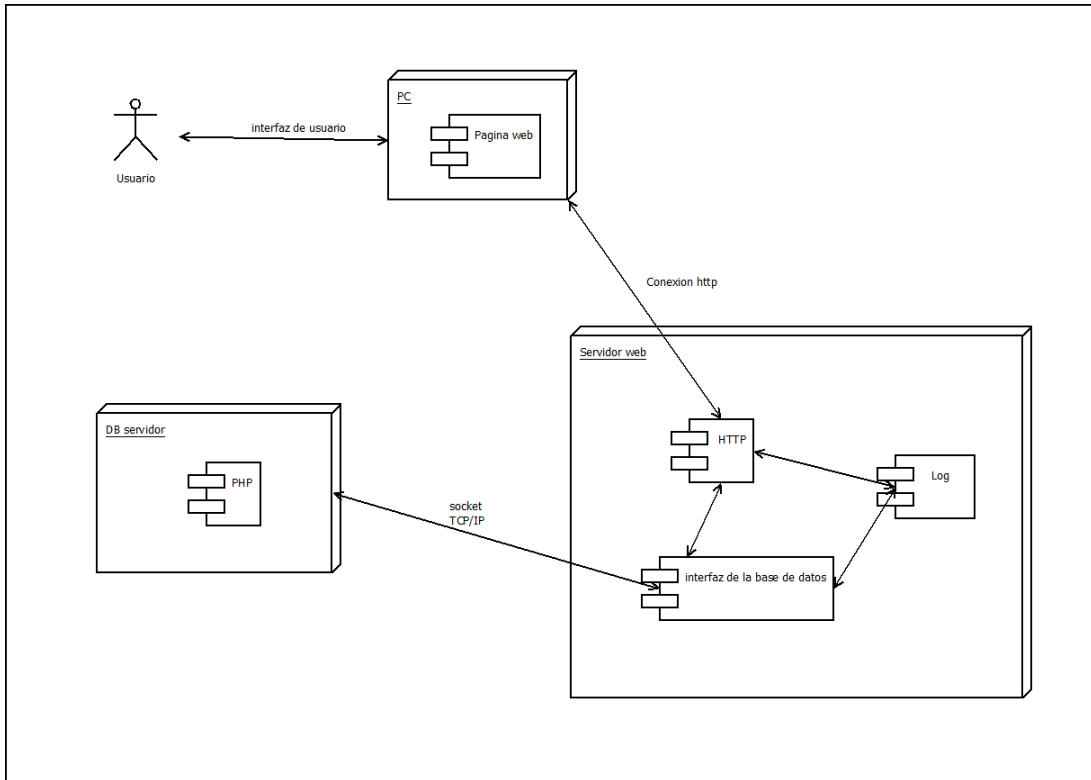 PC
Pagina web
interfaz de usuario
Usuario
Conexion http
Servidor web
DB servidor
HTTP
PHP
Log
socket
TCP/IP
interfaz de la base de datos